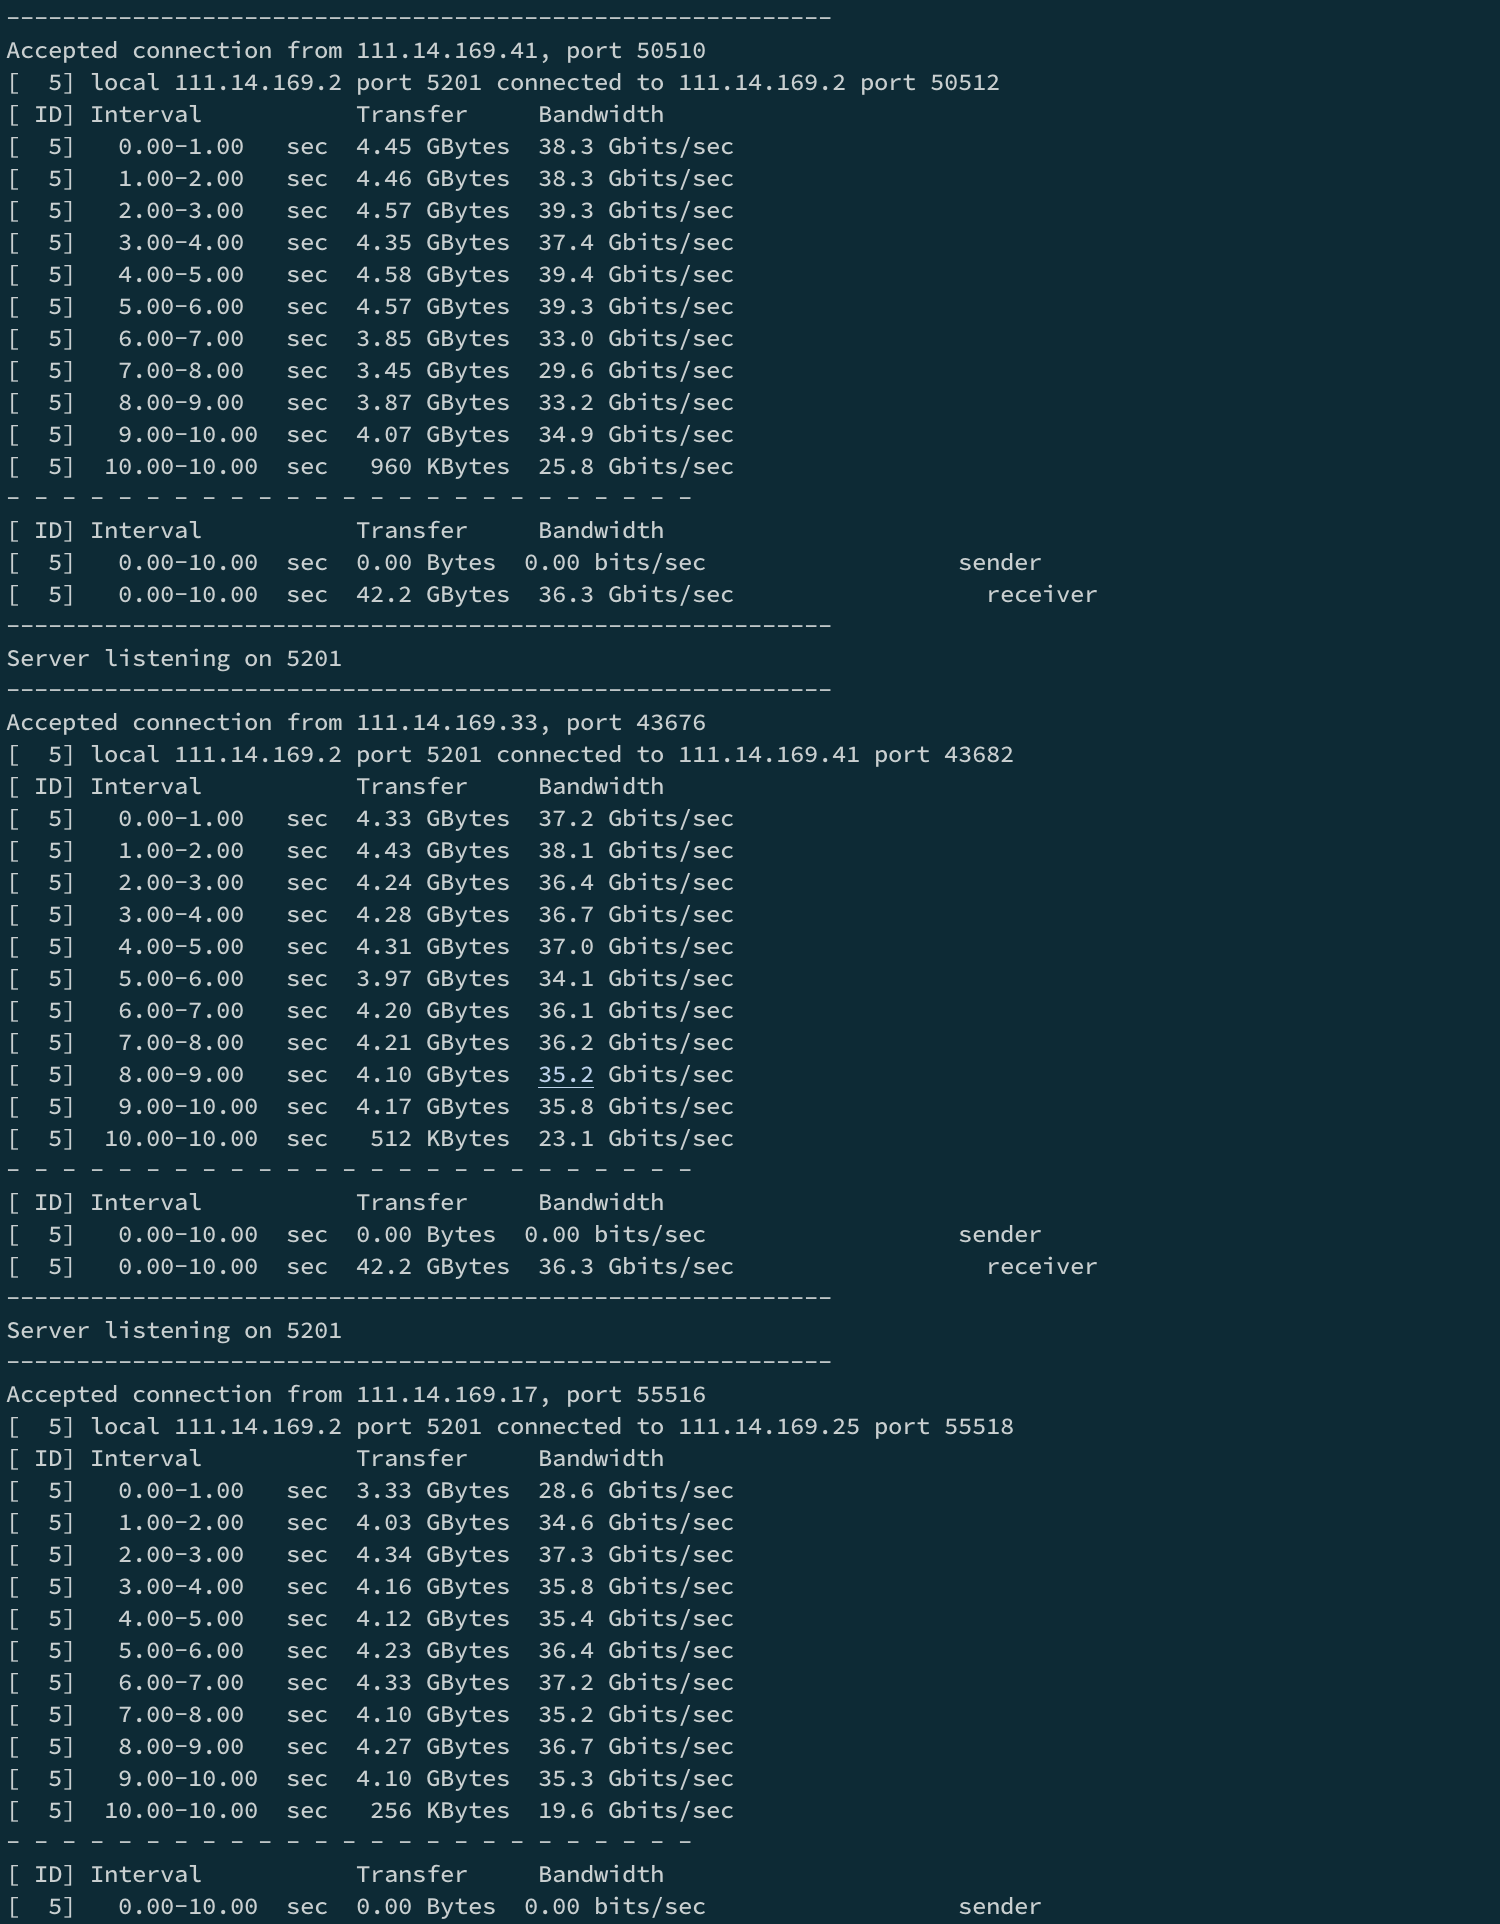 -----------------------------------------------------------
Accepted connection from 111.14.169.41, port 50510
[  5] local 111.14.169.2 port 5201 connected to 111.14.169.2 port 50512
[ ID] Interval           Transfer     Bandwidth
[  5]   0.00-1.00   sec  4.45 GBytes  38.3 Gbits/sec
[  5]   1.00-2.00   sec  4.46 GBytes  38.3 Gbits/sec
[  5]   2.00-3.00   sec  4.57 GBytes  39.3 Gbits/sec
[  5]   3.00-4.00   sec  4.35 GBytes  37.4 Gbits/sec
[  5]   4.00-5.00   sec  4.58 GBytes  39.4 Gbits/sec
[  5]   5.00-6.00   sec  4.57 GBytes  39.3 Gbits/sec
[  5]   6.00-7.00   sec  3.85 GBytes  33.0 Gbits/sec
[  5]   7.00-8.00   sec  3.45 GBytes  29.6 Gbits/sec
[  5]   8.00-9.00   sec  3.87 GBytes  33.2 Gbits/sec
[  5]   9.00-10.00  sec  4.07 GBytes  34.9 Gbits/sec
[  5]  10.00-10.00  sec   960 KBytes  25.8 Gbits/sec
- - - - - - - - - - - - - - - - - - - - - - - - -
[ ID] Interval           Transfer     Bandwidth
[  5]   0.00-10.00  sec  0.00 Bytes  0.00 bits/sec                  sender
[  5]   0.00-10.00  sec  42.2 GBytes  36.3 Gbits/sec                  receiver
-----------------------------------------------------------
Server listening on 5201
-----------------------------------------------------------
Accepted connection from 111.14.169.33, port 43676
[  5] local 111.14.169.2 port 5201 connected to 111.14.169.41 port 43682
[ ID] Interval           Transfer     Bandwidth
[  5]   0.00-1.00   sec  4.33 GBytes  37.2 Gbits/sec
[  5]   1.00-2.00   sec  4.43 GBytes  38.1 Gbits/sec
[  5]   2.00-3.00   sec  4.24 GBytes  36.4 Gbits/sec
[  5]   3.00-4.00   sec  4.28 GBytes  36.7 Gbits/sec
[  5]   4.00-5.00   sec  4.31 GBytes  37.0 Gbits/sec
[  5]   5.00-6.00   sec  3.97 GBytes  34.1 Gbits/sec
[  5]   6.00-7.00   sec  4.20 GBytes  36.1 Gbits/sec
[  5]   7.00-8.00   sec  4.21 GBytes  36.2 Gbits/sec
[  5]   8.00-9.00   sec  4.10 GBytes  35.2 Gbits/sec
[  5]   9.00-10.00  sec  4.17 GBytes  35.8 Gbits/sec
[  5]  10.00-10.00  sec   512 KBytes  23.1 Gbits/sec
- - - - - - - - - - - - - - - - - - - - - - - - -
[ ID] Interval           Transfer     Bandwidth
[  5]   0.00-10.00  sec  0.00 Bytes  0.00 bits/sec                  sender
[  5]   0.00-10.00  sec  42.2 GBytes  36.3 Gbits/sec                  receiver
-----------------------------------------------------------
Server listening on 5201
-----------------------------------------------------------
Accepted connection from 111.14.169.17, port 55516
[  5] local 111.14.169.2 port 5201 connected to 111.14.169.25 port 55518
[ ID] Interval           Transfer     Bandwidth
[  5]   0.00-1.00   sec  3.33 GBytes  28.6 Gbits/sec
[  5]   1.00-2.00   sec  4.03 GBytes  34.6 Gbits/sec
[  5]   2.00-3.00   sec  4.34 GBytes  37.3 Gbits/sec
[  5]   3.00-4.00   sec  4.16 GBytes  35.8 Gbits/sec
[  5]   4.00-5.00   sec  4.12 GBytes  35.4 Gbits/sec
[  5]   5.00-6.00   sec  4.23 GBytes  36.4 Gbits/sec
[  5]   6.00-7.00   sec  4.33 GBytes  37.2 Gbits/sec
[  5]   7.00-8.00   sec  4.10 GBytes  35.2 Gbits/sec
[  5]   8.00-9.00   sec  4.27 GBytes  36.7 Gbits/sec
[  5]   9.00-10.00  sec  4.10 GBytes  35.3 Gbits/sec
[  5]  10.00-10.00  sec   256 KBytes  19.6 Gbits/sec
- - - - - - - - - - - - - - - - - - - - - - - - -
[ ID] Interval           Transfer     Bandwidth
[  5]   0.00-10.00  sec  0.00 Bytes  0.00 bits/sec                  sender